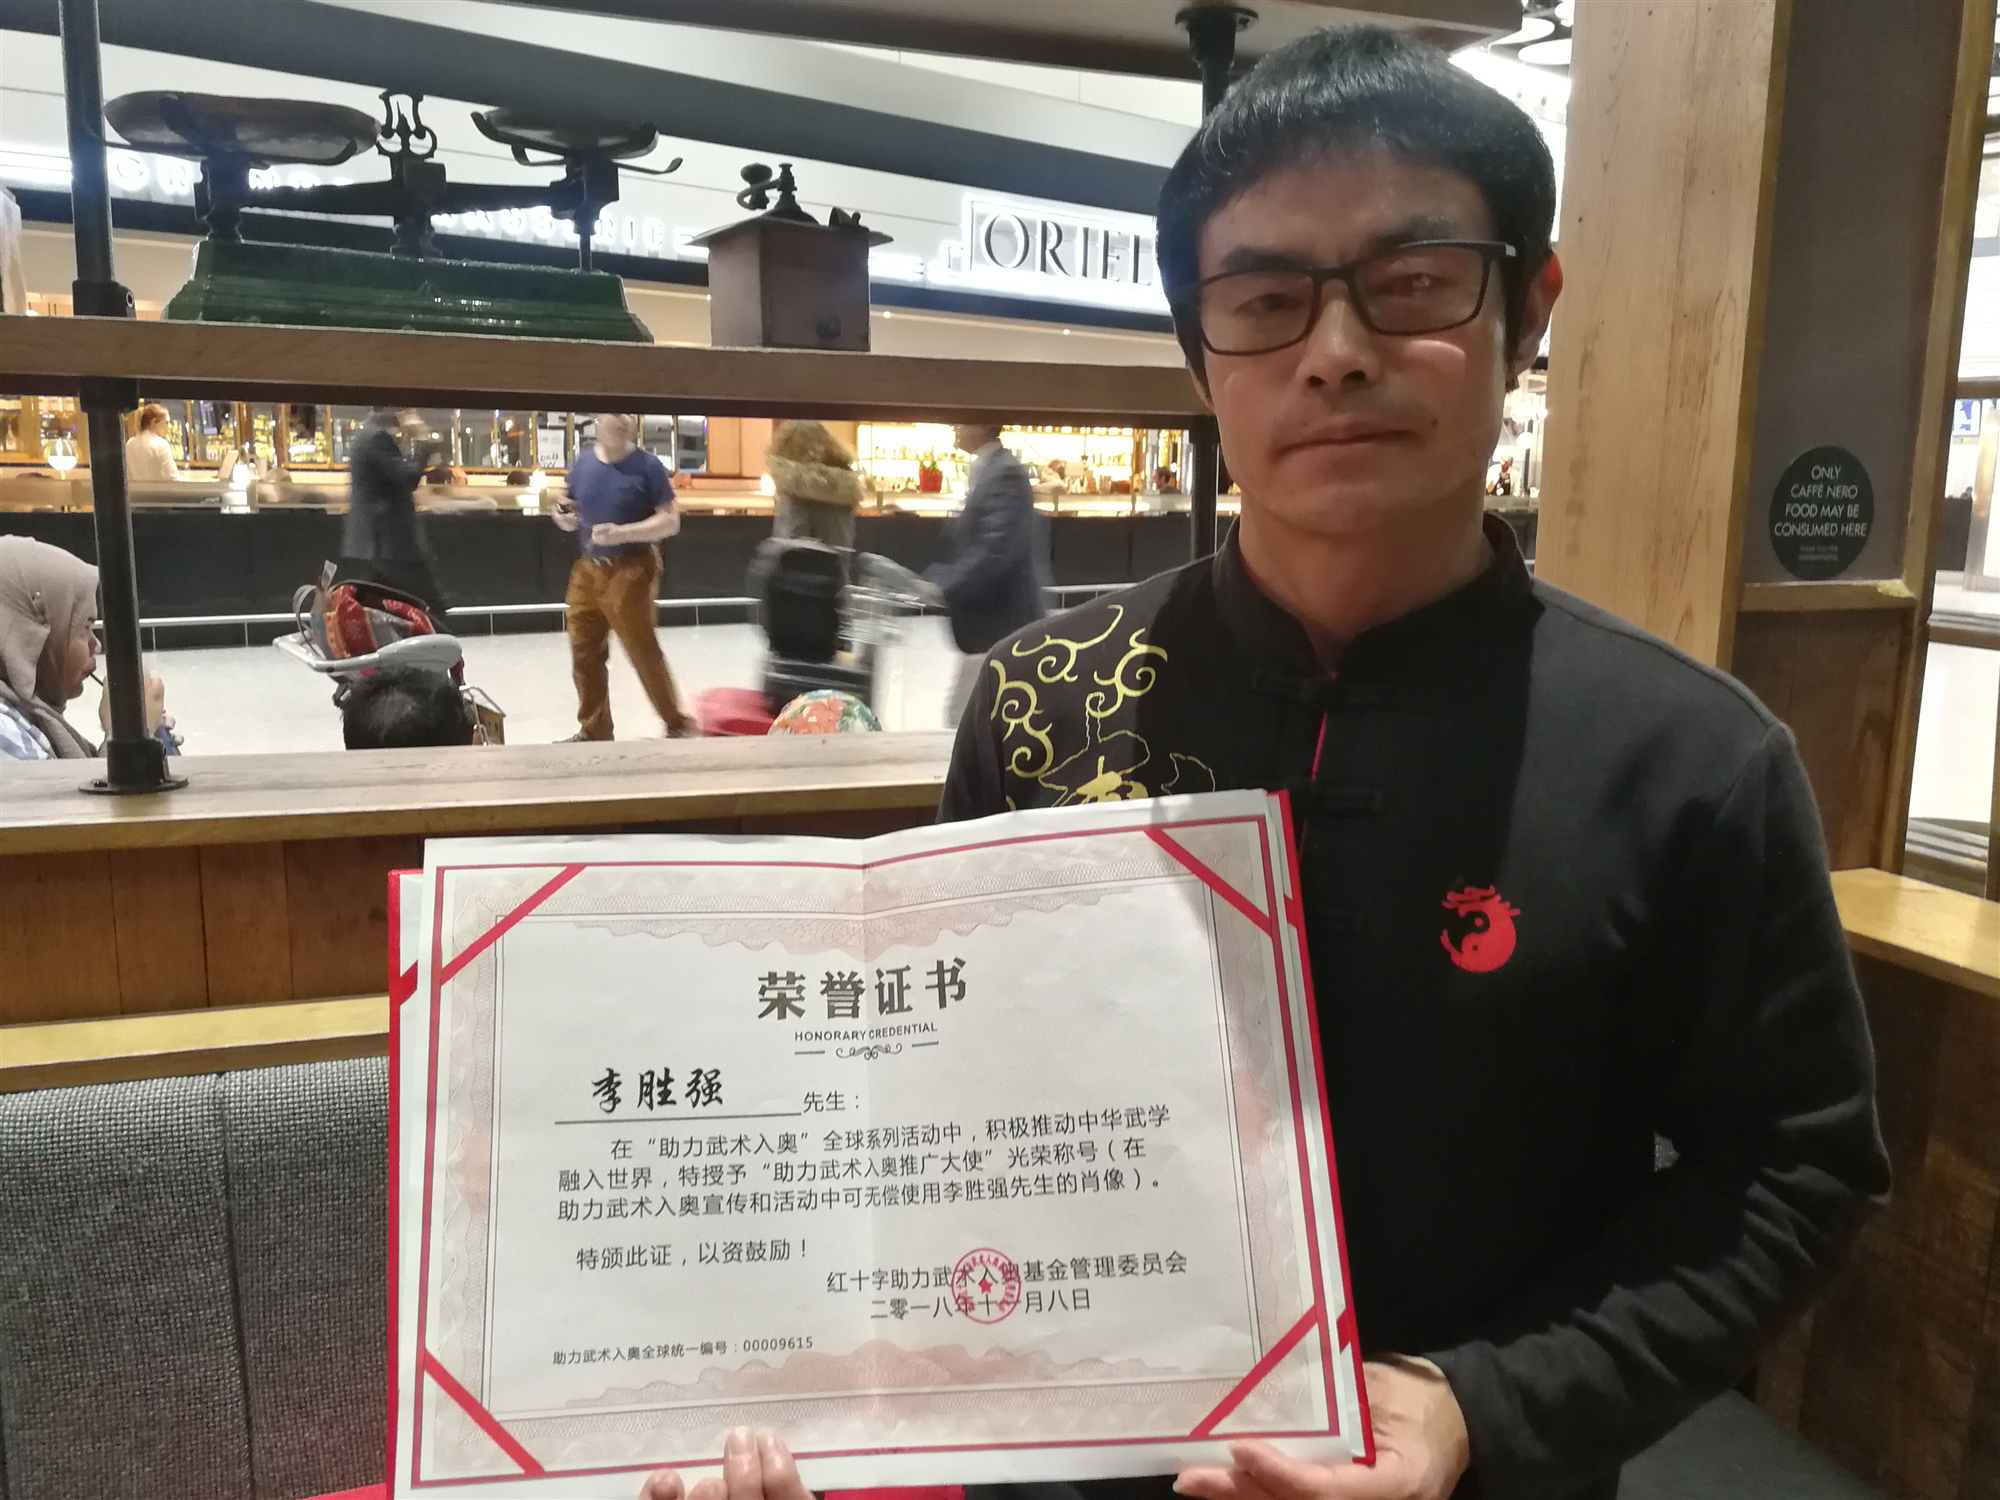 ORIEL
ONLY
CAFFÈ NERO
FOOD MAY BE
CONSUMED HERE
荣誉证书
HONORARY CREDENTIAL
李胜强 先生：
在“助力武术入奥”全球系列活动中，积极推动中华武学
融入世界，特授予“助力武术入奥推广大使”光荣称号（在
助力武术入奥宣传和活动中可无偿使用李胜强先生的肖像）。
特颁此证，以资鼓励！
红十字助力武术入奥基金管理委员会
二零一八年十 月八日
助力武术入奥全球统一编号：00009615